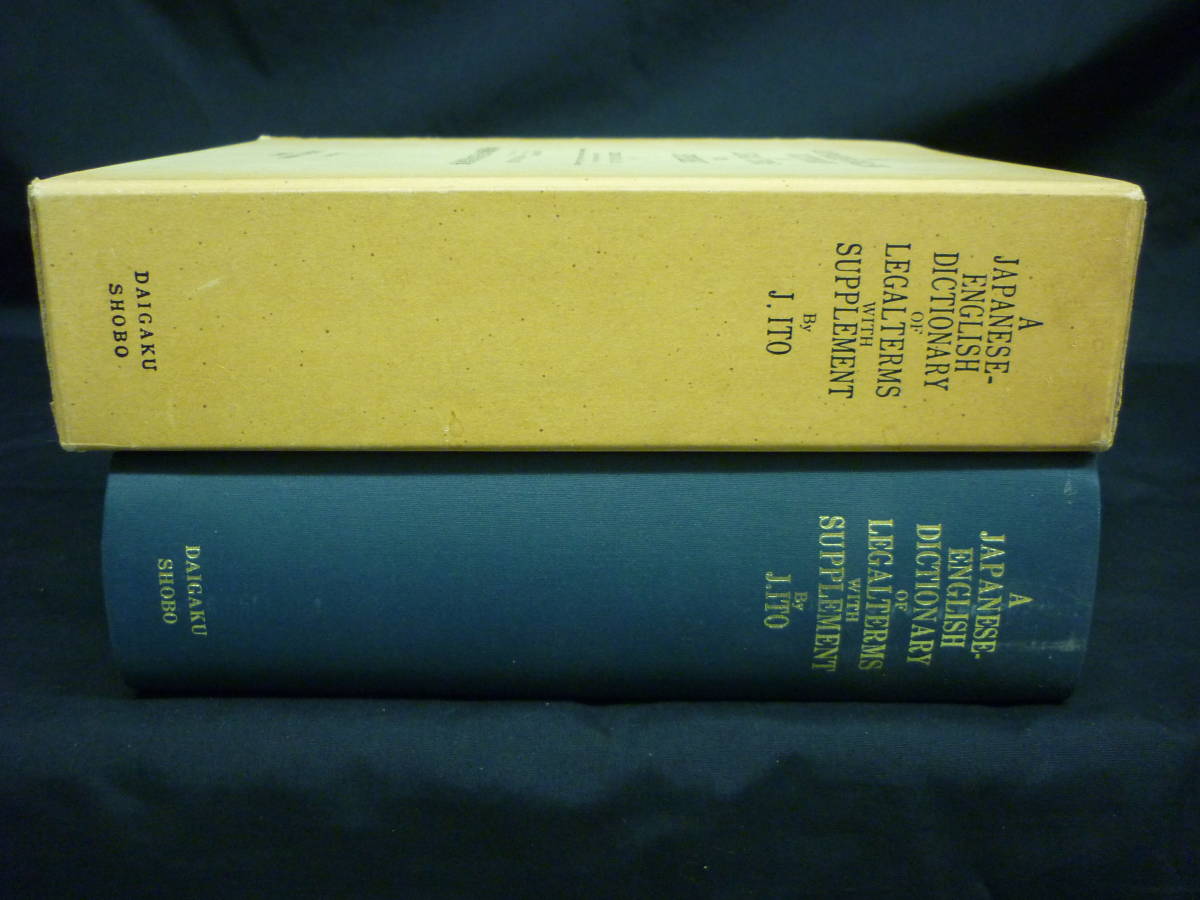 A
JAPANESE-
ENGLISH
DICTIONARY
OF
LEGALTERMS
WITH
SUPPLEMENT
By
J. ITO
DAIGAKU
SHOBO
A
JAPANESE-
ENGLISH
DICTIONARY
OF
LEGALTERMS
WITH
SUPPLEMENT
By
J. ITO
DAIGAKU
SHOBO